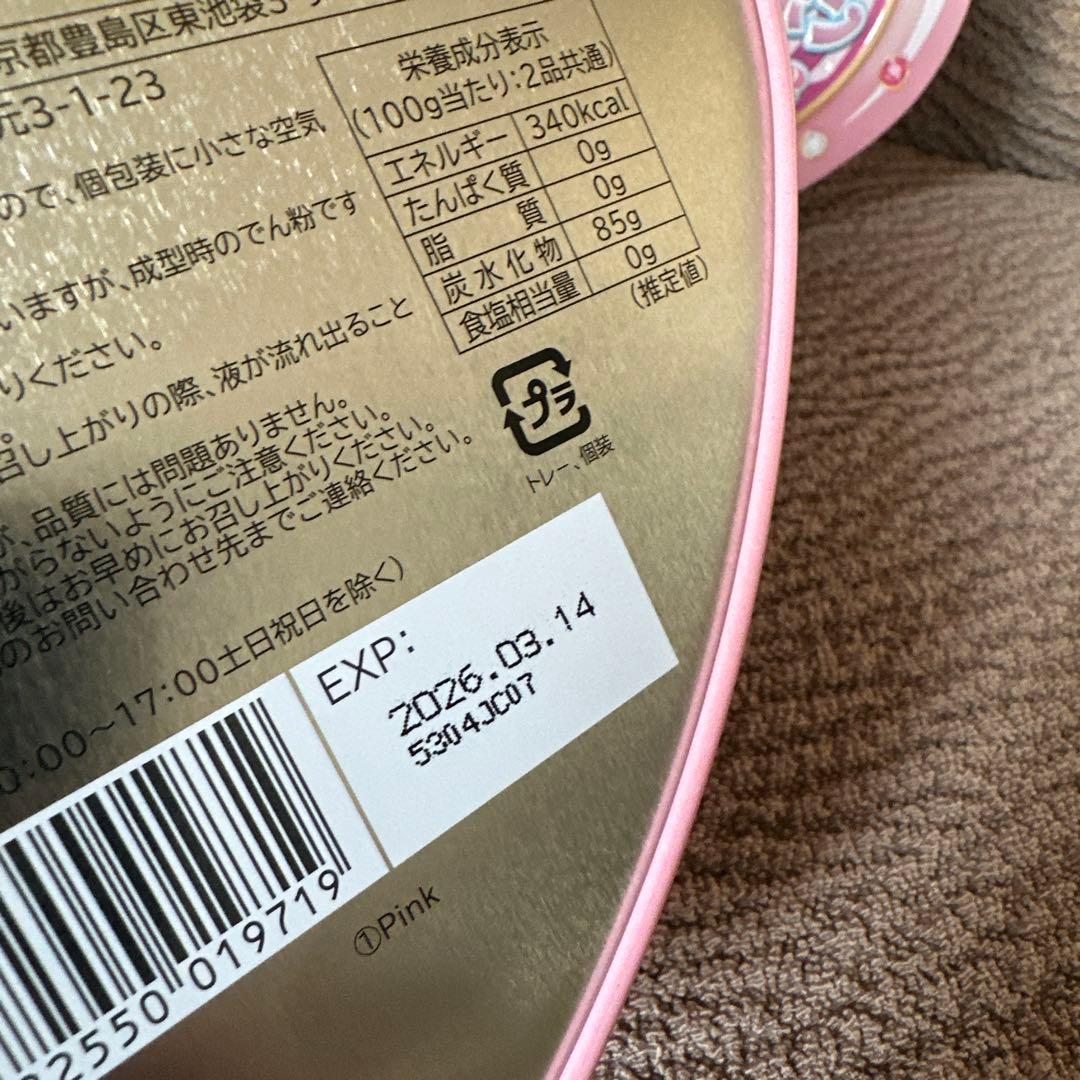 京都豊島区東池袋3-
元3-1-23
ので、個包装に小さな空気
いますが、成型時のでん粉です
りください。
召し上がりの際、液が流れ出ること
が、品質には問題ありません。
がらないようにご注意ください。
後はお早めにお召し上がりください。
のお問い合わせ先までご連絡ください。
0:00～17:00土日祝日を除く)
栄養成分表示
(100g当たり:2品共通)
エネルギー 340kcal
たんぱく質 0g
脂質 0g
炭水化物 85g
食塩相当量 0g
(推定値)
プラ
トレー、個装
EXP:
2026.03.14
5304JC07
2550 019719
①Pink